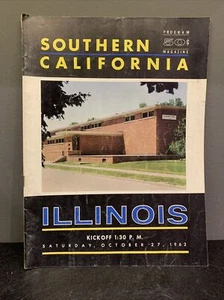 SOUTHERN
CALIFORNIA
PROGRAM
50¢
MAGAZINE
ILLINOIS
KICKOFF 1:30 P. M.
SATURDAY, OCTOBER 27, 1962